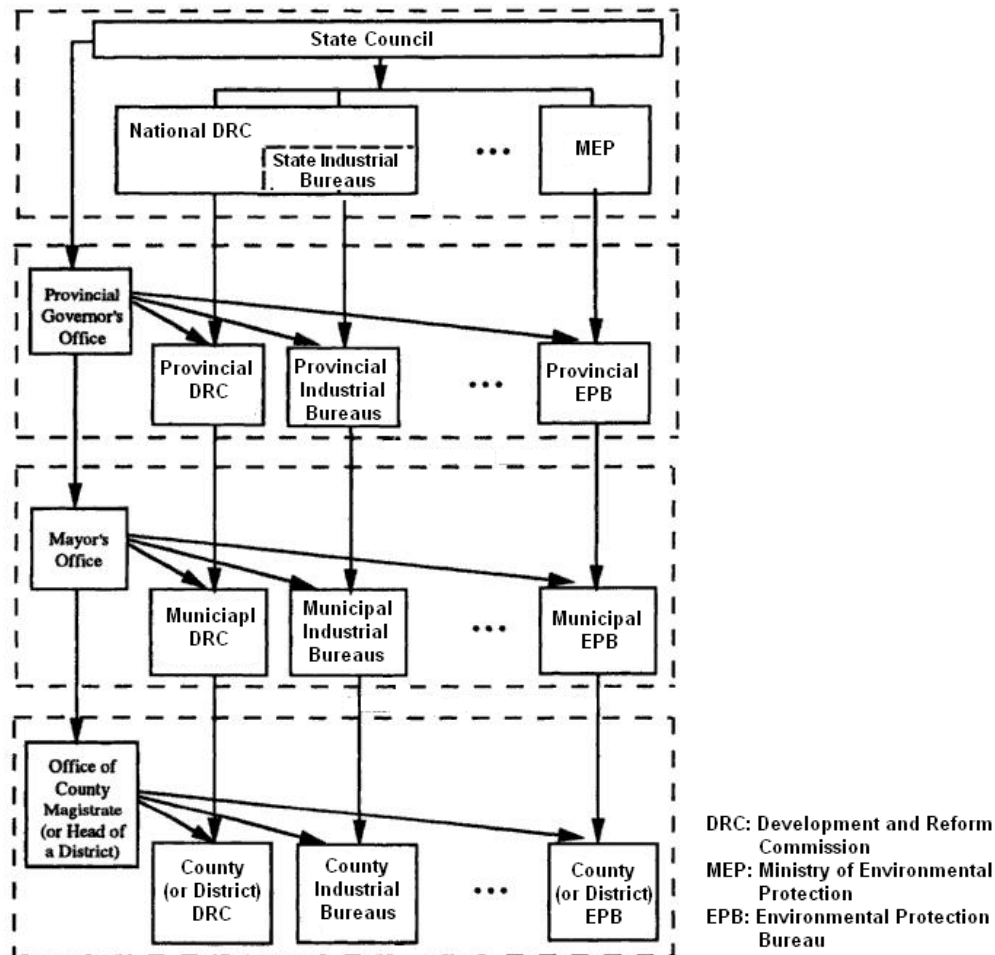 State Council
National DRC
State Industrial
Bureaus
•••
MEP
Provincial
Governor's
Office
Provincial
DRC
Provincial
Industrial
Bureaus
•••
Provincial
EPB
Mayor's
Office
Municiapl
DRC
Municipal
Industrial
Bureaus
•••
Municipal
EPB
Office of
County
Magistrate
(or Head of
a District)
County
(or District)
DRC
County
Industrial
Bureaus
•••
County
(or District)
EPB
DRC: Development and Reform
Commission
MEP: Ministry of Environmental
Protection
EPB: Environmental Protection
Bureau